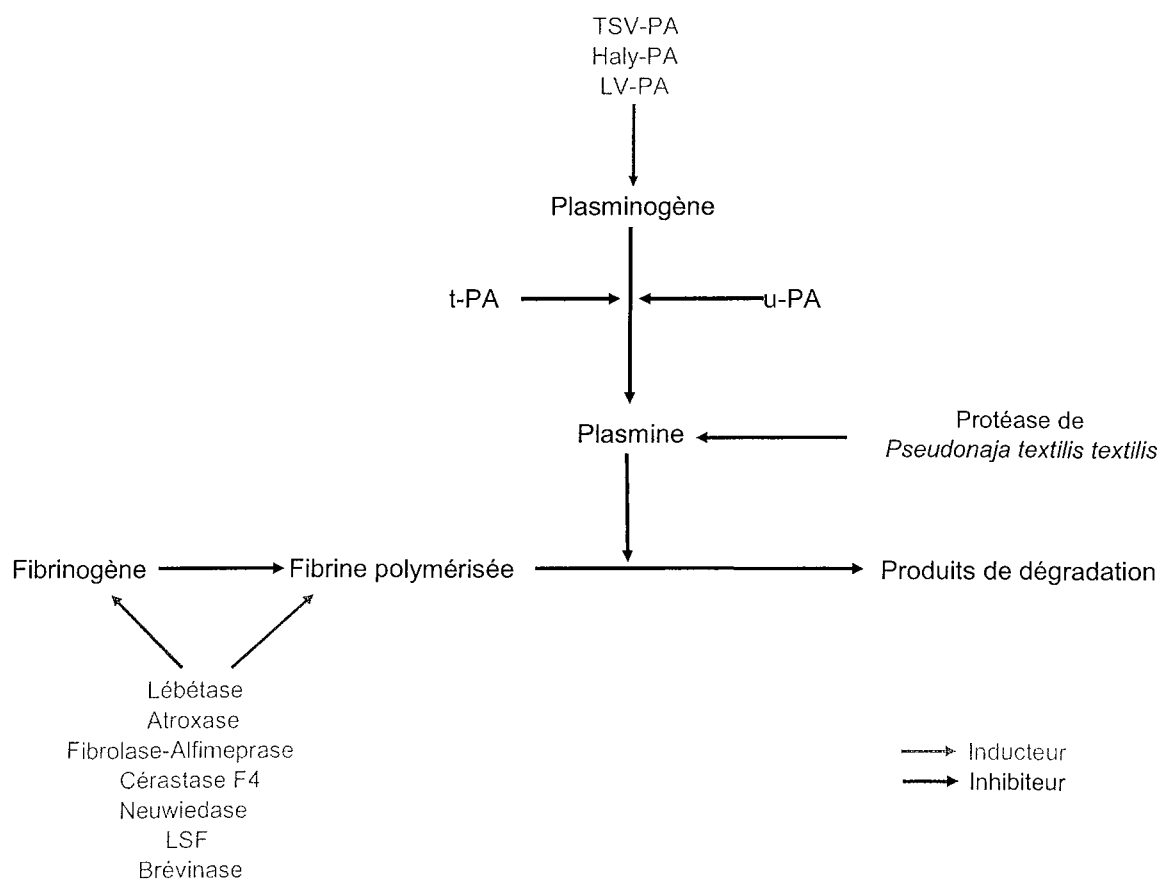 TSV-PA
Haly-PA
LV-PA
Plasminogène
t-PA
u-PA
Plasmine
Protéase de
Pseudonaja textilis textilis
Fibrinogène
Fibrine polymérisée
Produits de dégradation
Lébétase
Atroxase
Fibrolase-Alfimeprase
Cérastase F4
Neuwiedase
LSF
Brévinase
Inducteur
Inhibiteur